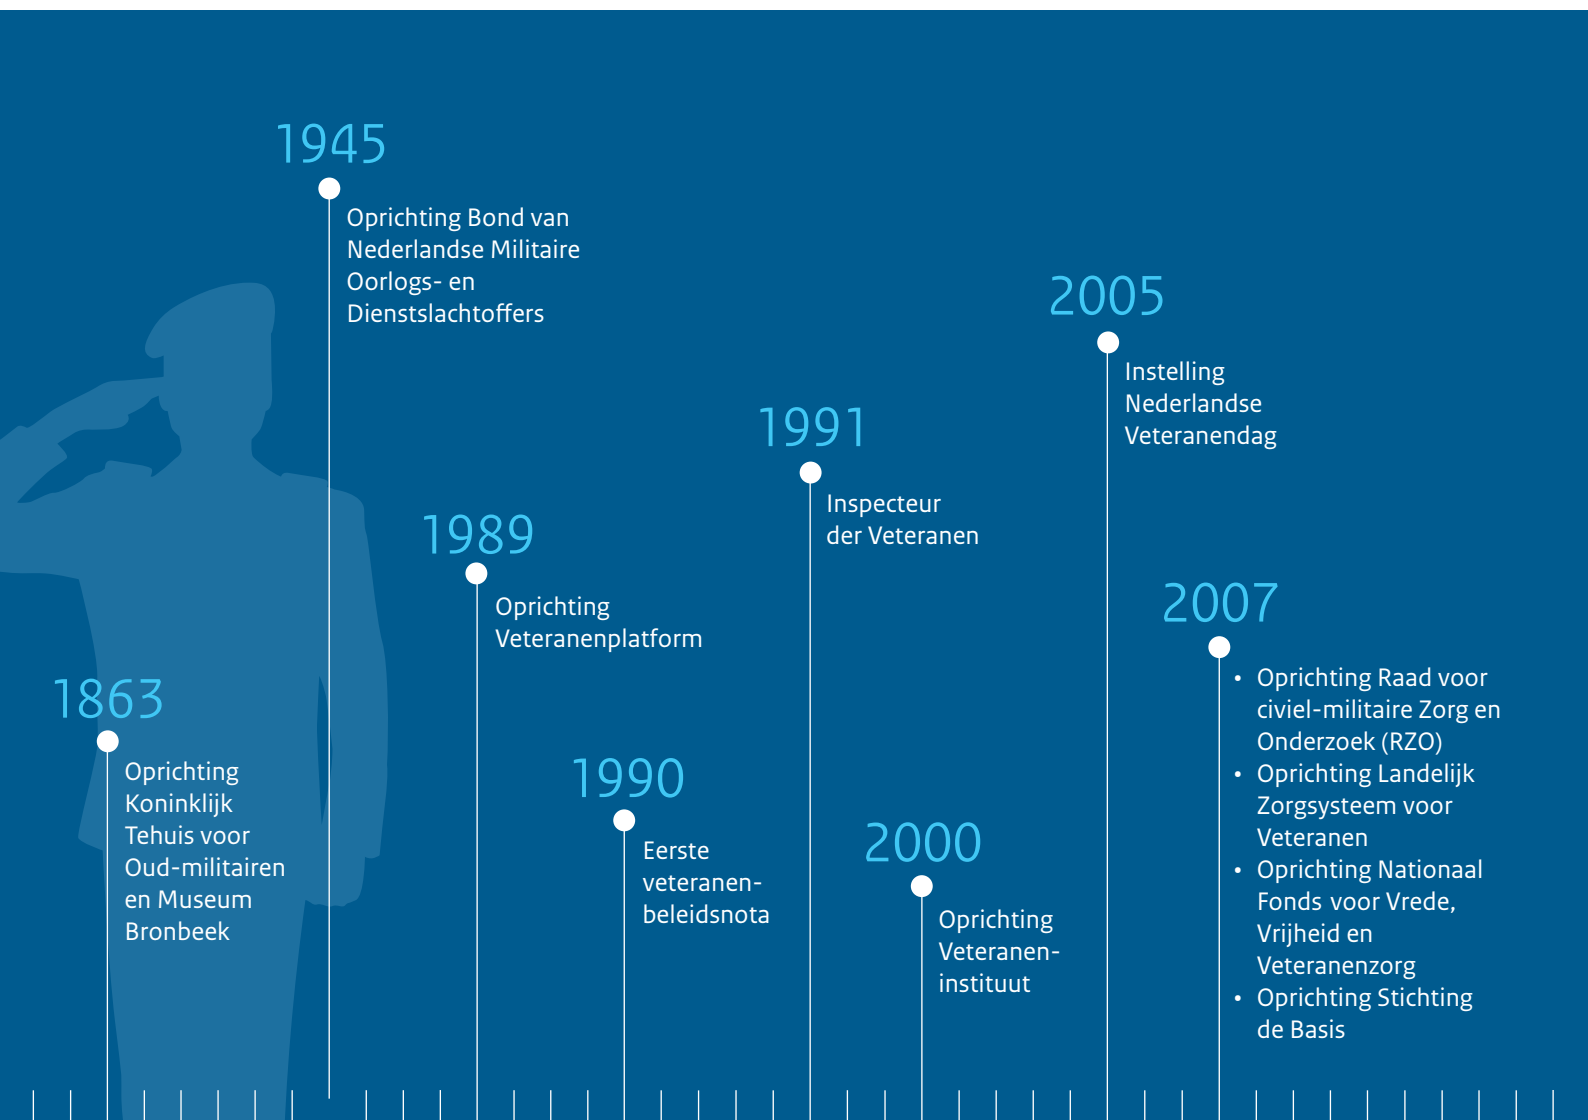 1863
Oprichting
Koninklijk
Tehuis voor
Oud-militairen
en Museum
Bronbeek
1945
Oprichting Bond van
Nederlandse Militaire
Oorlogs- en
Dienstslachtoffers
1989
Oprichting
Veteranenplatform
1990
Eerste
veteranen-
beleidsnota
1991
Inspecteur
der Veteranen
2000
Oprichting
Veteranen-
instituut
2005
Instelling
Nederlandse
Veteranendag
2007
• Oprichting Raad voor
civiel-militaire Zorg en
Onderzoek (RZO)
• Oprichting Landelijk
Zorgsysteem voor
Veteranen
• Oprichting Nationaal
Fonds voor Vrede,
Vrijheid en
Veteranenzorg
• Oprichting Stichting
de Basis